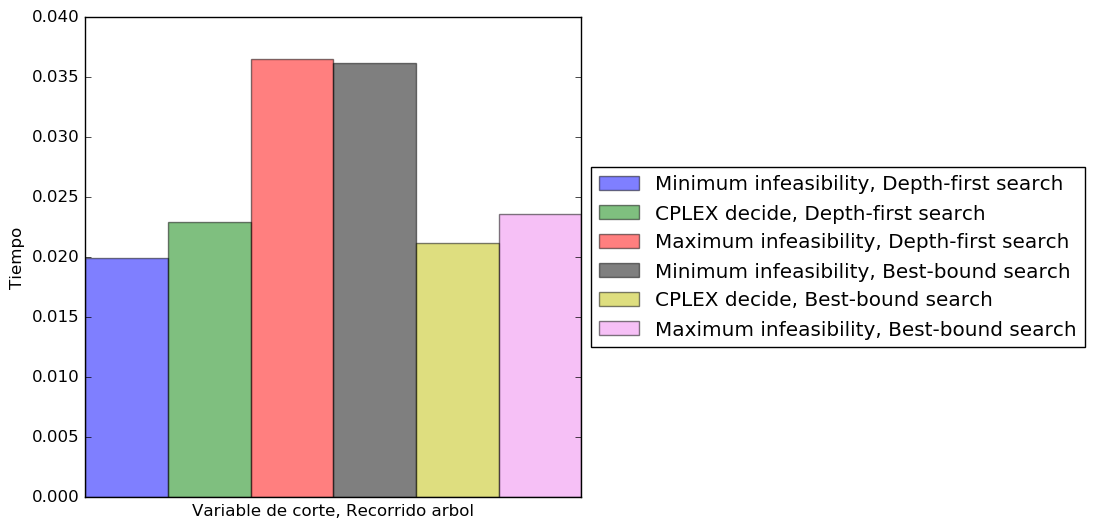 0.040
0.035
0.030
0.025
0.020
0.015
0.010
0.005
0.000
Tiempo
Variable de corte, Recorrido arbol
Minimum infeasibility, Depth-first search
CPLEX decide, Depth-first search
Maximum infeasibility, Depth-first search
Minimum infeasibility, Best-bound search
CPLEX decide, Best-bound search
Maximum infeasibility, Best-bound search